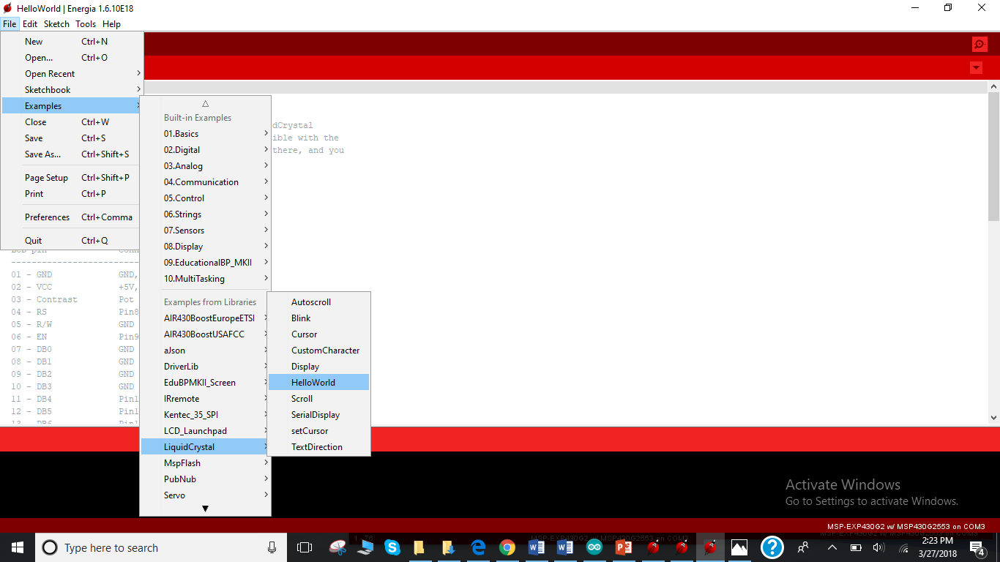 HelloWorld | Energia 1.6.10E18
File Edit Sketch Tools Help
New Ctrl+N
Open... Ctrl+O
Open Recent
Sketchbook
Examples
Close Ctrl+W
Save Ctrl+S
Save As... Ctrl+Shift+S
Page Setup Ctrl+Shift+P
Print Ctrl+P
Preferences Ctrl+Comma
Quit Ctrl+Q
Built-in Examples
01.Basics
02.Digital
03.Analog
04.Communication
05.Control
06.Strings
07.Sensors
08.Display
09.EducationalBP_MKII
10.MultiTasking
Examples from Libraries
AIR430BoostEuropeETSI
AIR430BoostUSAFCC
aJson
DriverLib
EduBPMKII_Screen
IRremote
Kentec_35_SPI
LCD_Launchpad
LiquidCrystal
MspFlash
PubNub
Servo
Autoscroll
Blink
Cursor
CustomCharacter
Display
HelloWorld
Scroll
SerialDisplay
setCursor
TextDirection
dCrystal
ible with the
there, and you
01 - GND GND,
02 - VCC +5V,
03 - Contrast Pot
04 - RS Pin8
05 - R/W GND
06 - EN Pin9
07 - DB0 GND
08 - DB1 GND
09 - DB2 GND
10 - DB3 GND
11 - DB4 Pin1
12 - DB5 Pin1
Activate Windows
Go to Settings to activate Windows.
MSP-EXP430G2 w/ MSP430G2553 on COM3
Type here to search
2:23 PM
3/27/2018
4